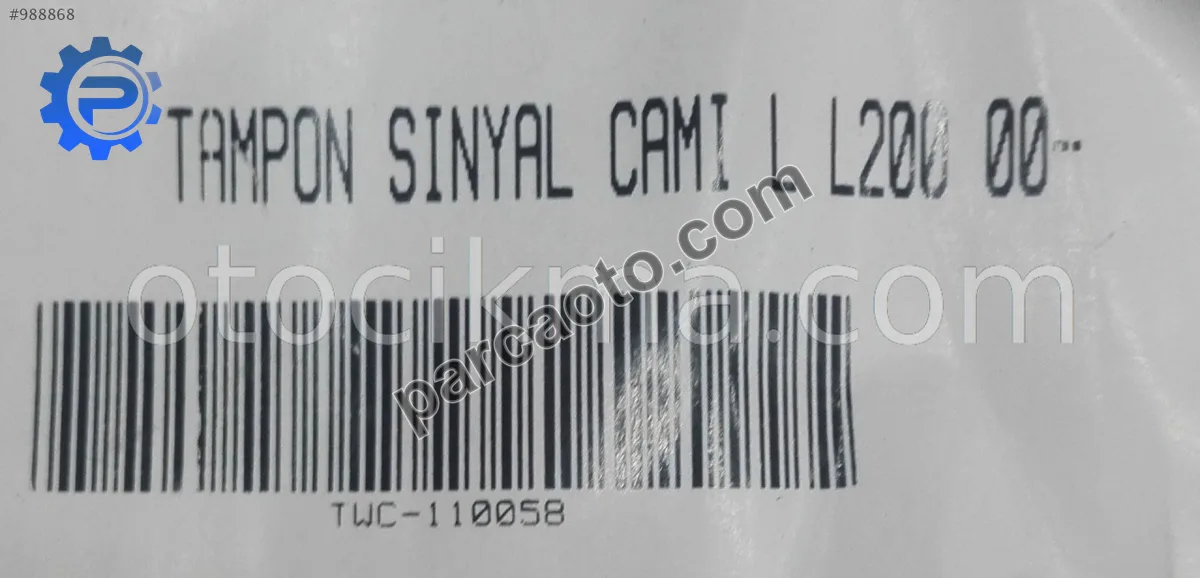 #988868
TAMPON SINYAL CAMI L L200 00--
otocikma.com
parcaoto.com
TWC-110058